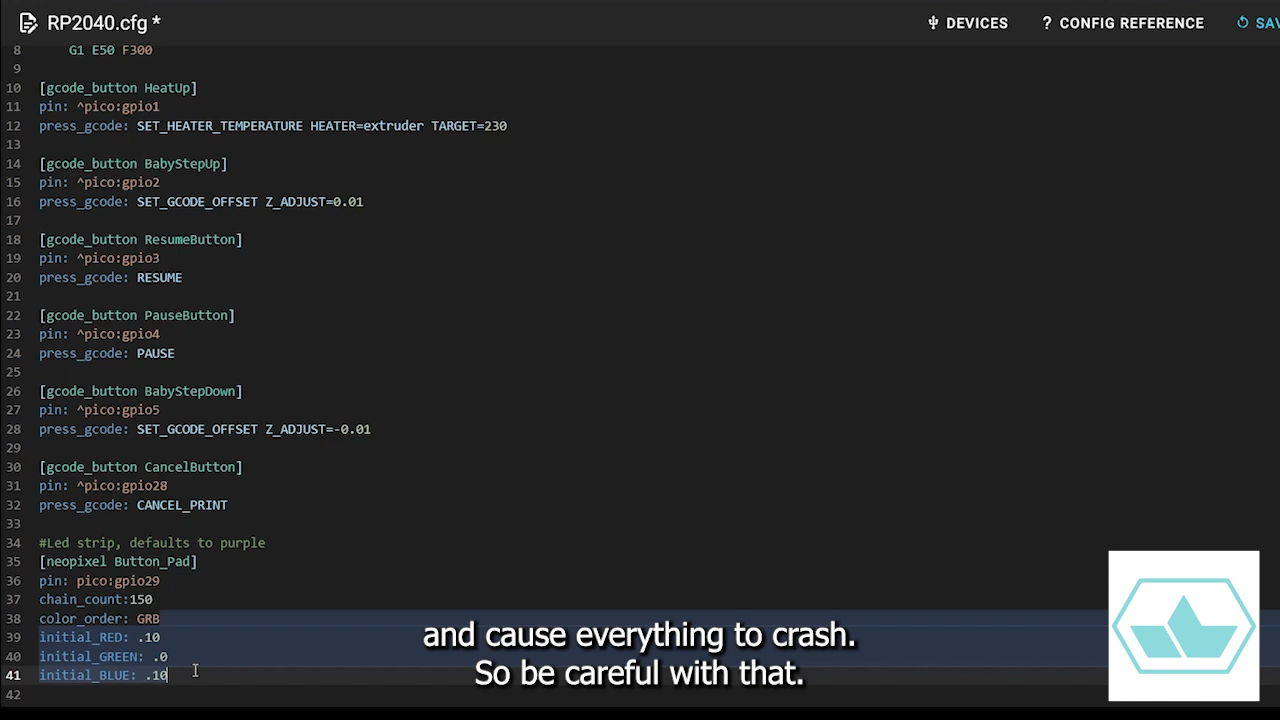 RP2040.cfg *
DEVICES
? CONFIG REFERENCE
SAV
8 G1 E50 F300
9
10 [gcode_button HeatUp]
11 pin: ^pico:gpio1
12 press_gcode: SET_HEATER_TEMPERATURE HEATER=extruder TARGET=230
13
14 [gcode_button BabyStepUp]
15 pin: ^pico:gpio2
16 press_gcode: SET_GCODE_OFFSET Z_ADJUST=0.01
17
18 [gcode_button ResumeButton]
19 pin: ^pico:gpio3
20 press_gcode: RESUME
21
22 [gcode_button PauseButton]
23 pin: ^pico:gpio4
24 press_gcode: PAUSE
25
26 [gcode_button BabyStepDown]
27 pin: ^pico:gpio5
28 press_gcode: SET_GCODE_OFFSET Z_ADJUST=-0.01
29
30 [gcode_button CancelButton]
31 pin: ^pico:gpio28
32 press_gcode: CANCEL_PRINT
33
34 #Led strip, defaults to purple
35 [neopixel Button_Pad]
36 pin: pico:gpio29
37 chain_count:150
38 color_order: GRB
39 initial_RED: .10
40 initial_GREEN: .0
41 initial_BLUE: .10
42
and cause everything to crash.
So be careful with that.